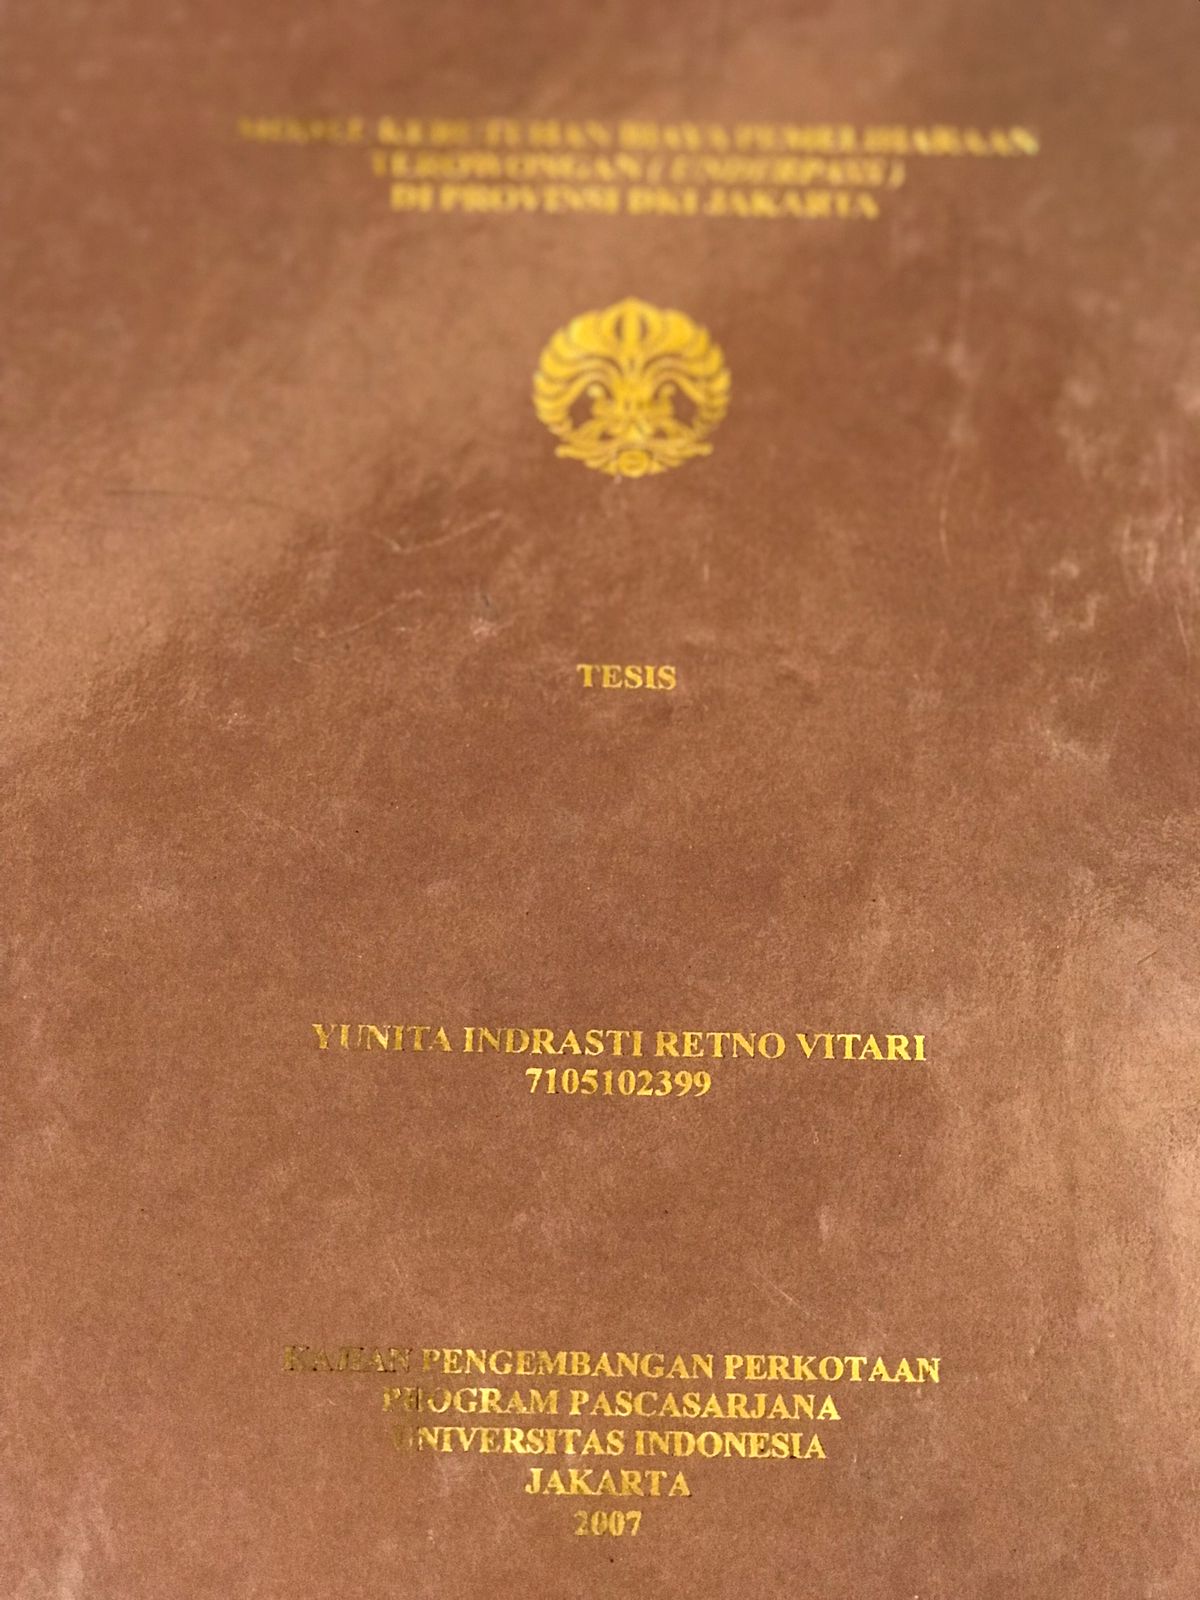 MODEL KEBUTUHAN BIAYA PEMELIHARAAN
TEROWONGAN ( UNDERPASS )
DI PROVINSI DKI JAKARTA
TESIS
YUNITA INDRASTI RETNO VITARI
7105102399
KAJIAN PENGEMBANGAN PERKOTAAN
PROGRAM PASCASARJANA
UNIVERSITAS INDONESIA
JAKARTA
2007